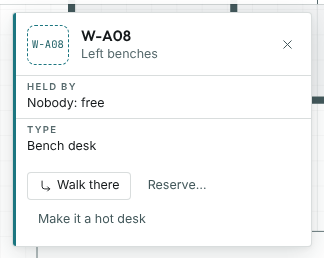 W-A08
W-A08
Left benches
HELD BY
Nobody: free
TYPE
Bench desk
Walk there
Reserve...
Make it a hot desk